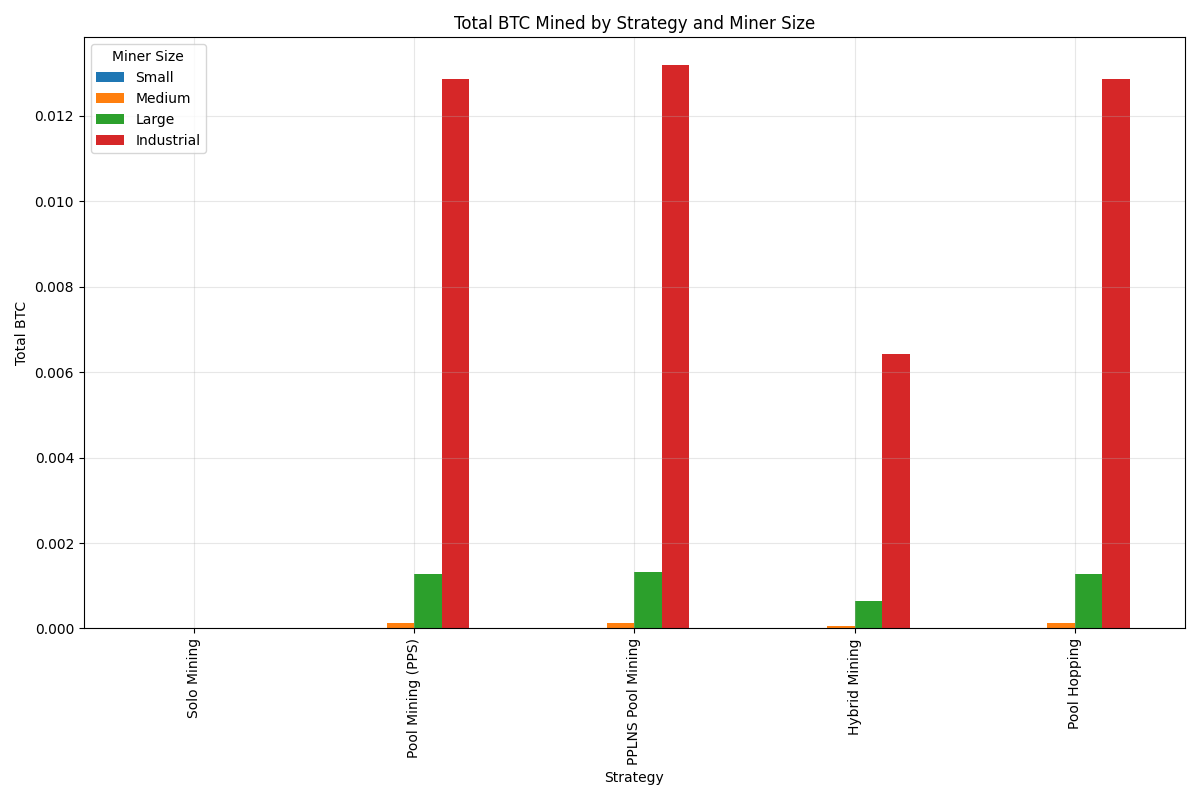 Total BTC Mined by Strategy and Miner Size
Miner Size
Small
Medium
Large
Industrial
Total BTC
0.012
0.010
0.008
0.006
0.004
0.002
0.000
Solo Mining
Pool Mining (PPS)
PPLNS Pool Mining
Hybrid Mining
Pool Hopping
Strategy